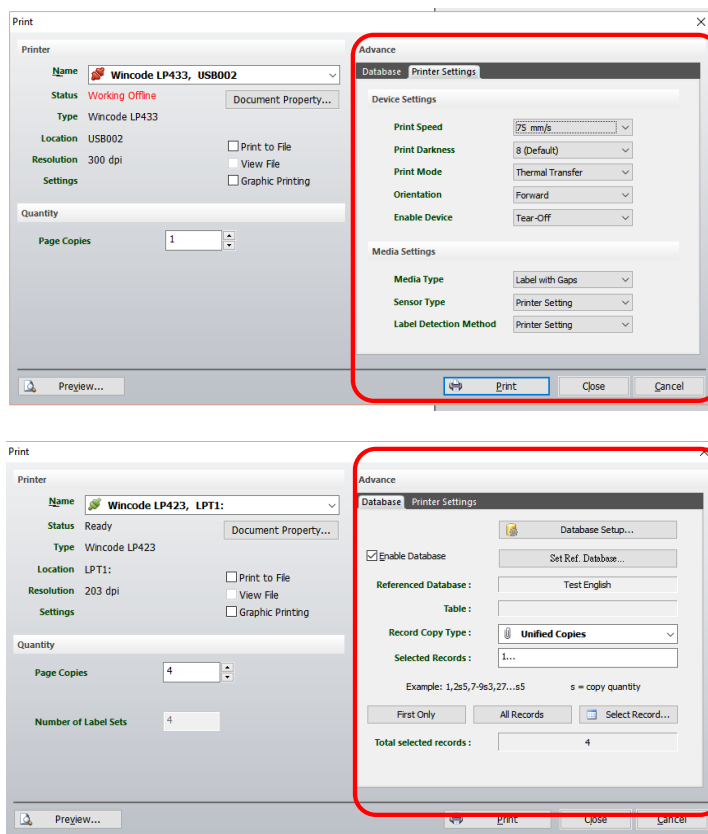 Print
Printer
Name Wincode LP433, USB002
Status Working Offline Document Property...
Type Wincode LP433
Location USB002
Print to File
Resolution 300 dpi
View File
Settings
Graphic Printing
Quantity
Page Copies 1
Advance
Database Printer Settings
Device Settings
Print Speed 75 mm/s
Print Darkness 8 (Default)
Print Mode Thermal Transfer
Orientation Forward
Enable Device Tear-Off
Media Settings
Media Type Label with Gaps
Sensor Type Printer Setting
Label Detection Method Printer Setting
Preview... Print Close Cancel
Print
Printer
Name Wincode LP423, LPT1:
Status Ready Document Property...
Type Wincode LP423
Location LPT1:
Print to File
Resolution 203 dpi
View File
Settings
Graphic Printing
Quantity
Page Copies 4
Number of Label Sets 4
Advance
Database Printer Settings
Database Setup...
Enable Database Set Ref. Database...
Referenced Database : Test English
Table :
Record Copy Type : Unified Copies
Selected Records : 1...
Example: 1,2s5,7-9s3,27...s5 s = copy quantity
First Only All Records Select Record...
Total selected records : 4
Preview... Print Close Cancel